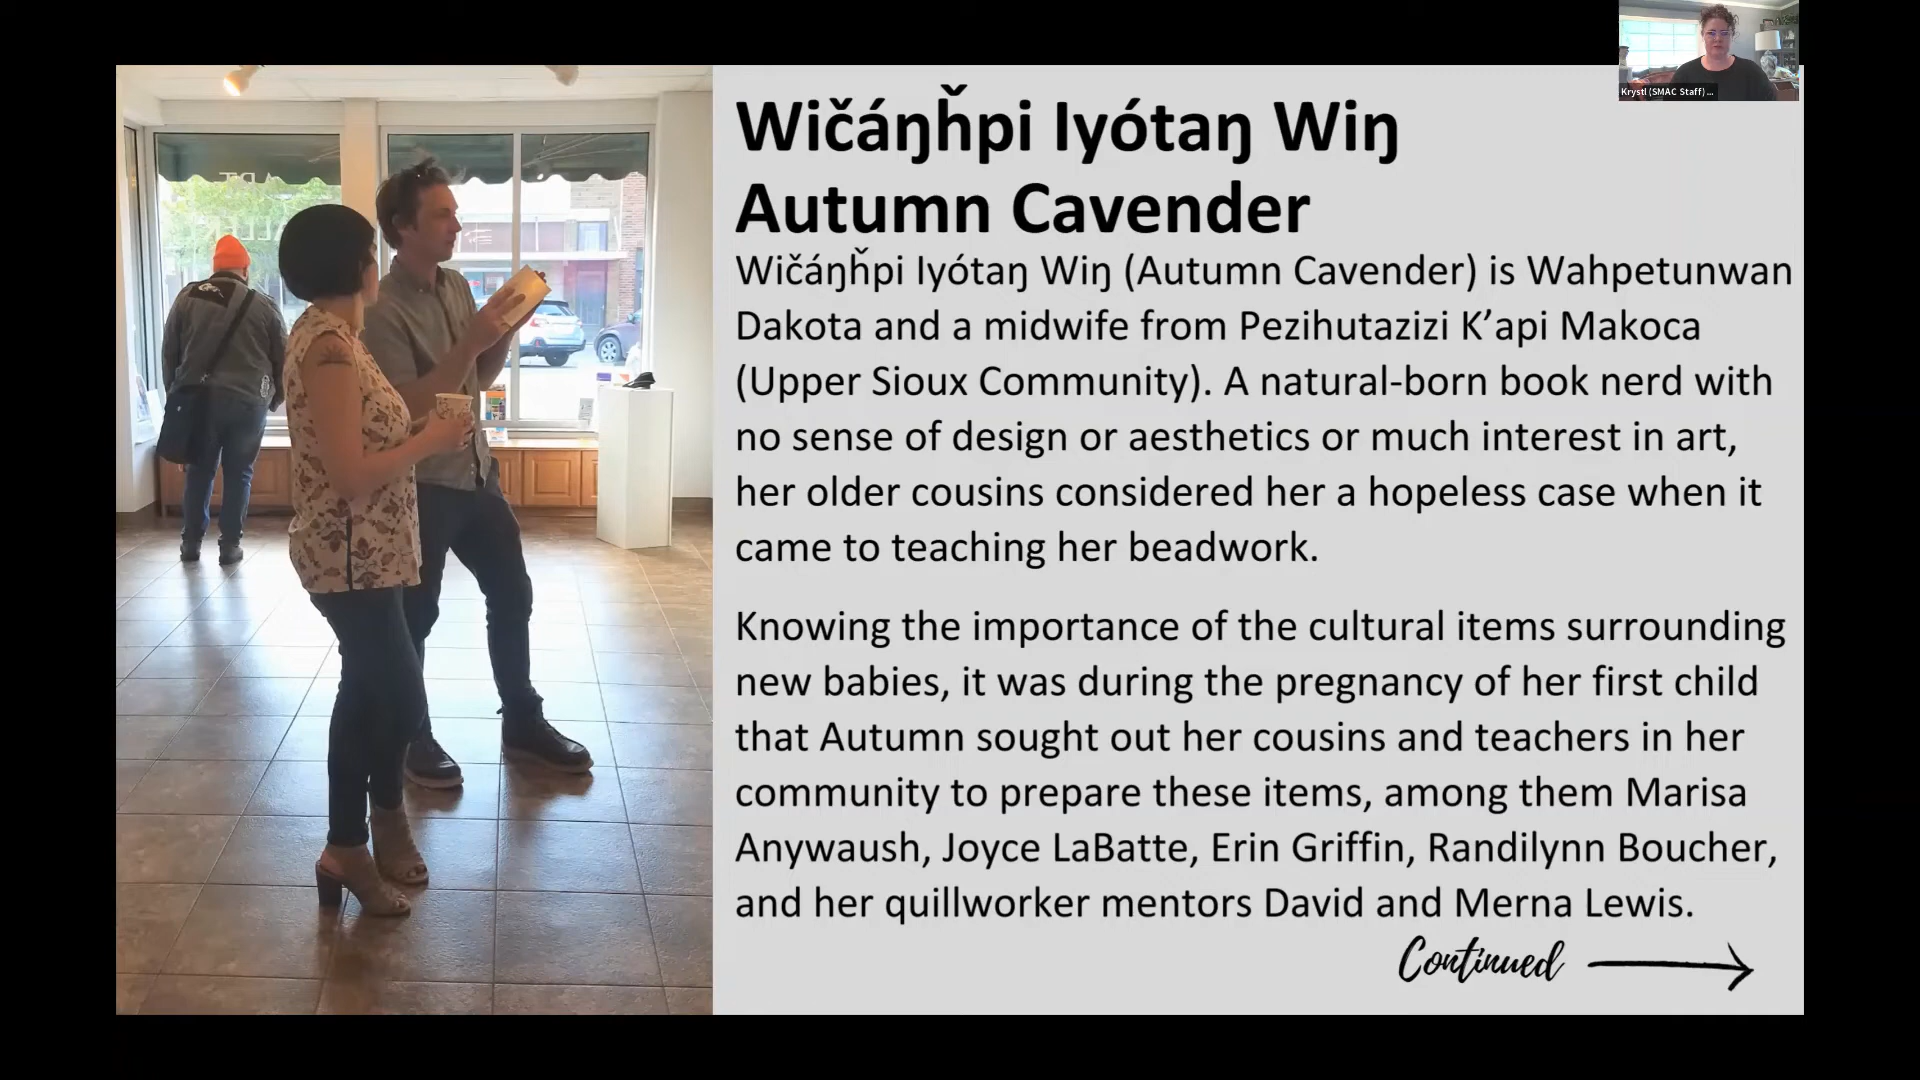 Krystl (SMAC Staff) ...
Wičáŋȟpi Iyótaŋ Wiŋ
Autumn Cavender
Wičáŋȟpi Iyótaŋ Wiŋ (Autumn Cavender) is Wahpetunwan
Dakota and a midwife from Pezihutazizi K’api Makoca
(Upper Sioux Community). A natural-born book nerd with
no sense of design or aesthetics or much interest in art,
her older cousins considered her a hopeless case when it
came to teaching her beadwork.
Knowing the importance of the cultural items surrounding
new babies, it was during the pregnancy of her first child
that Autumn sought out her cousins and teachers in her
community to prepare these items, among them Marisa
Anywaush, Joyce LaBatte, Erin Griffin, Randilynn Boucher,
and her quillworker mentors David and Merna Lewis.
Continued